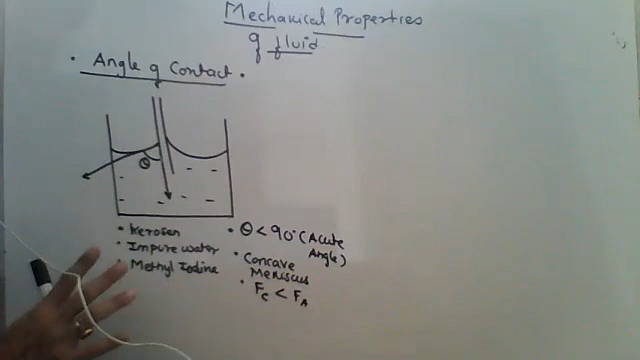 Mechanical Properties
of fluid
• Angle of Contact •
θ
• Kerosen
• Impure water
• Methyl Iodine
• θ < 90° (Acute
Angle)
• Concave
Meniscus
• Fc < FA